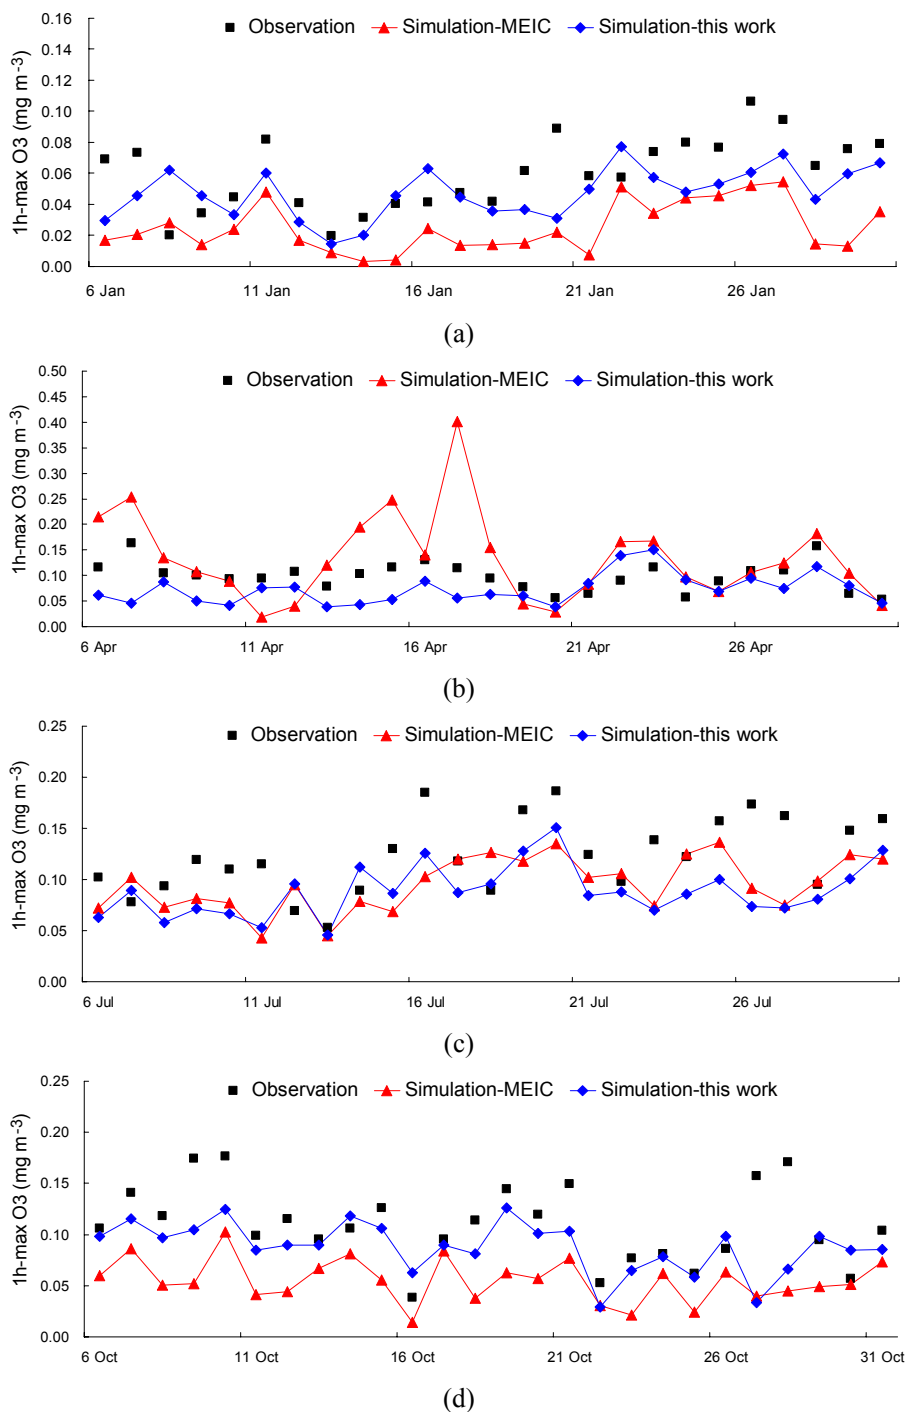 0.16
Observation Simulation-MEIC Simulation-this work
0.14
0.12
0.10
0.08
0.06
0.04
0.02
0.00
1h-max O3 (mg m-3)
6 Jan 11 Jan 16 Jan 21 Jan 26 Jan
(a)
0.50
Observation Simulation-MEIC Simulation-this work
0.45
0.40
0.35
0.30
0.25
0.20
0.15
0.10
0.05
0.00
1h-max O3 (mg m-3)
6 Apr 11 Apr 16 Apr 21 Apr 26 Apr
(b)
0.25
Observation Simulation-MEIC Simulation-this work
0.20
0.15
0.10
0.05
0.00
1h-max O3 (mg m-3)
6 Jul 11 Jul 16 Jul 21 Jul 26 Jul
(c)
0.25
Observation Simulation-MEIC Simulation-this work
0.20
0.15
0.10
0.05
0.00
1h-max O3 (mg m-3)
6 Oct 11 Oct 16 Oct 21 Oct 26 Oct 31 Oct
(d)